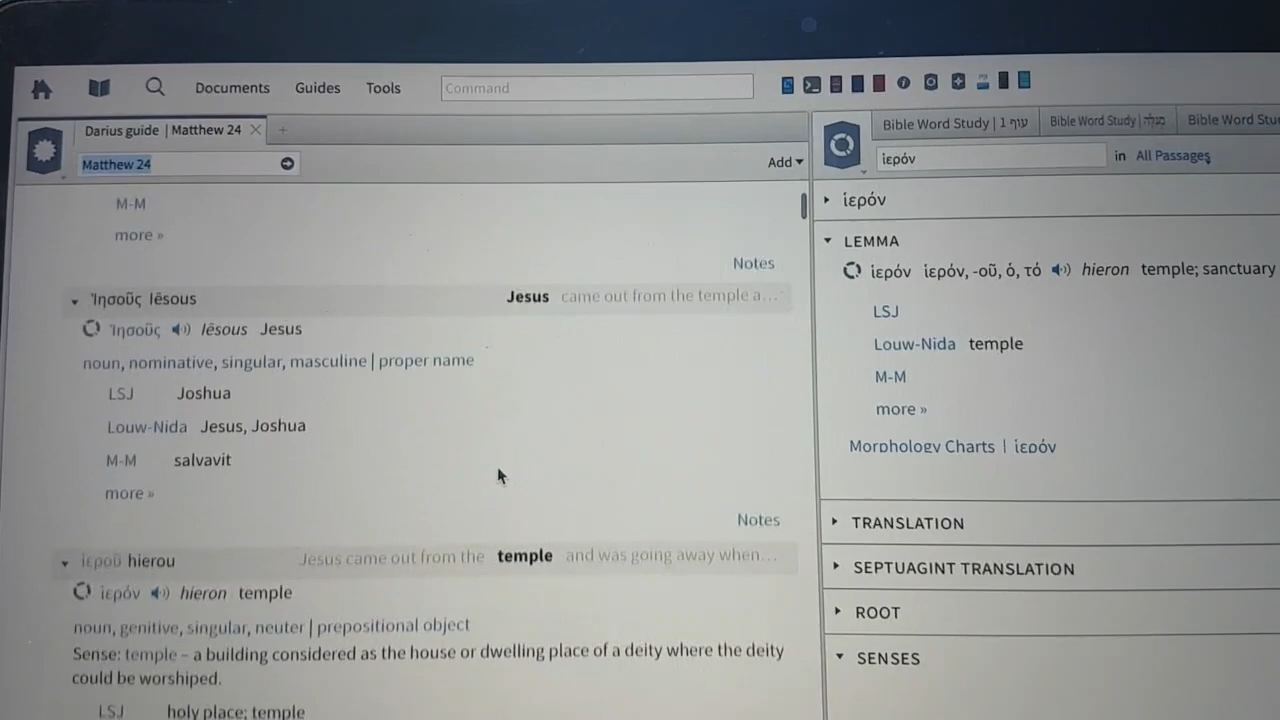 Documents Guides Tools Command
Darius guide | Matthew 24
Matthew 24
Add
M-M
more »
Notes
Ἰησοῦς Iēsous Jesus came out from the temple a…
Ἰησοῦς Iēsous Jesus
noun, nominative, singular, masculine | proper name
LSJ Joshua
Louw-Nida Jesus, Joshua
M-M salvavit
more »
Notes
ἱεροῦ hierou Jesus came out from the temple and was going away when…
ἱερόν hieron temple
noun, genitive, singular, neuter | prepositional object
Sense: temple – a building considered as the house or dwelling place of a deity where the deity
could be worshiped.
LSJ holy place; temple
Bible Word Study | 1 עוף Bible Word Study | Bible Word Stu
ἱερόν in All Passages
ἱερόν
LEMMA
ἱερόν ἱερόν, -οῦ, ὁ, τό hieron temple; sanctuary
LSJ
Louw-Nida temple
M-M
more »
Morphology Charts | ἱερόν
TRANSLATION
SEPTUAGINT TRANSLATION
ROOT
SENSES